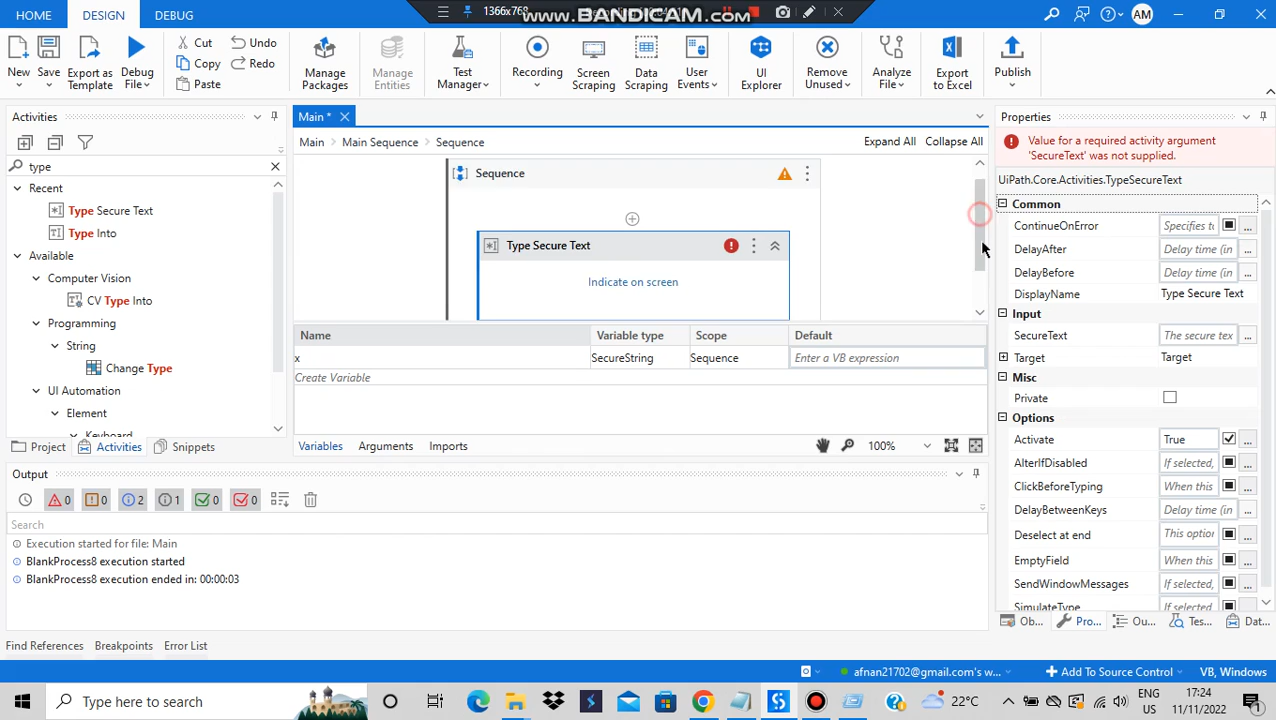 HOME DESIGN DEBUG
1366x768
www.BANDICAM.com
AM
New
Save
Export as Template
Debug File
Cut
Copy
Paste
Undo
Redo
Manage Packages
Manage Entities
Test Manager
Recording
Screen Scraping
Data Scraping
User Events
UI Explorer
Remove Unused
Analyze File
Export to Excel
Publish
Activities
type
Recent
Type Secure Text
Type Into
Available
Computer Vision
CV Type Into
Programming
String
Change Type
UI Automation
Element
Keyboard
Project Activities Snippets
Main *
Main Main Sequence Sequence Expand All Collapse All
Sequence
Type Secure Text
Indicate on screen
Name Variable type Scope Default
x SecureString Sequence Enter a VB expression
Create Variable
Variables Arguments Imports 100%
Properties
Value for a required activity argument
'SecureText' was not supplied.
UiPath.Core.Activities.TypeSecureText
Common
ContinueOnError Specifies t ...
DelayAfter Delay time (in ...
DelayBefore Delay time (in ...
DisplayName Type Secure Text
Input
SecureText The secure tex ...
Target Target
Misc
Private
Options
Activate True ...
AlterIfDisabled If selected, ...
ClickBeforeTyping When this ...
DelayBetweenKeys Delay time (in ...
Deselect at end This option ...
EmptyField When this ...
SendWindowMessages If selected, ...
SimulateType If selected, ...
Ob... Pro... Ou... Tes... Dat...
Output
0 0 2 1 0 0
Search
Execution started for file: Main
BlankProcess8 execution started
BlankProcess8 execution ended in: 00:00:03
Find References Breakpoints Error List
afnan21702@gmail.com's w... Add To Source Control VB, Windows
Type here to search
22°C
ENG
US
17:24
11/11/2022
1